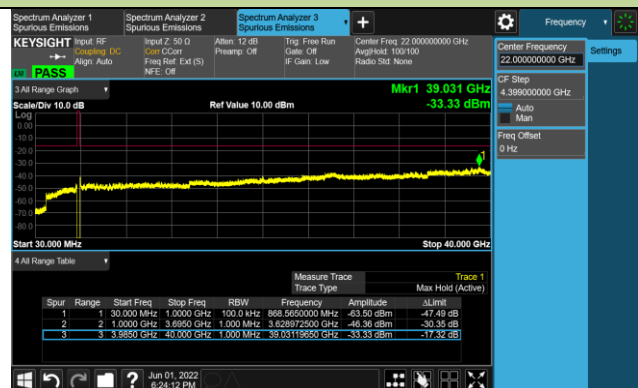 Spectrum Analyzer 1
Spurious Emissions
Spectrum Analyzer 2
Spurious Emissions
Spectrum Analyzer 3
Spurious Emissions
Frequency
KEYSIGHT
Input: RF
Coupling: DC
Align: Auto
Input Z: 50 Ω
Corr CCorr
Freq Ref: Ext (S)
NFE: Off
Atten: 12 dB
Preamp: Off
Trig: Free Run
Gate: Off
IF Gain: Low
Center Freq: 22.000000000 GHz
Avg|Hold: 100/100
Radio Std: None
PASS
Center Frequency
22.000000000 GHz
Settings
CF Step
4.399000000 GHz
Auto
Man
Freq Offset
0 Hz
3 All Range Graph
Scale/Div 10.0 dB
Ref Value 10.00 dBm
Mkr1 39.031 GHz
-33.33 dBm
Log
0.00
-10.0
-20.0
-30.0
-40.0
-50.0
-60.0
-70.0
-80.0
1
Start 30.000 MHz
Stop 40.000 GHz
4 All Range Table
Measure Trace Trace 1
Trace Type Max Hold (Active)
Spur Range Start Freq Stop Freq RBW Frequency Amplitude ΔLimit
1 1 30.000 MHz 1.0000 GHz 100.0 kHz 868.5650000 MHz -63.50 dBm -47.49 dB
2 2 1.0000 GHz 3.6950 GHz 1.000 MHz 3.628972500 GHz -46.36 dBm -30.35 dB
3 3 3.9850 GHz 40.000 GHz 1.000 MHz 39.03119650 GHz -33.33 dBm -17.32 dB
Jun 01, 2022
6:24:12 PM